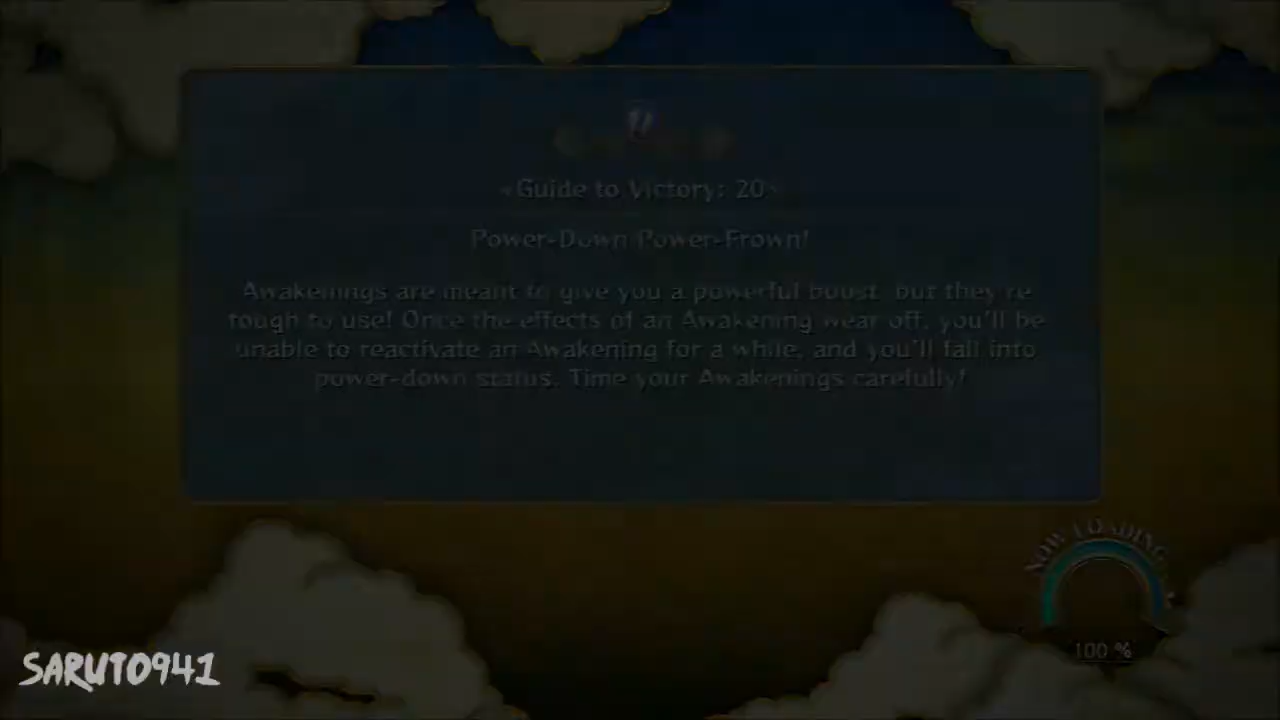 Guide to Victory: 20
Power-Down Power-Frown!
Awakenings are meant to give you a powerful boost, but they're
tough to use! Once the effects of an Awakening wear off, you'll be
unable to reactivate an Awakening for a while, and you'll fall into
power-down status. Time your Awakenings carefully!
NOW LOADING
100 %
SARUTO941